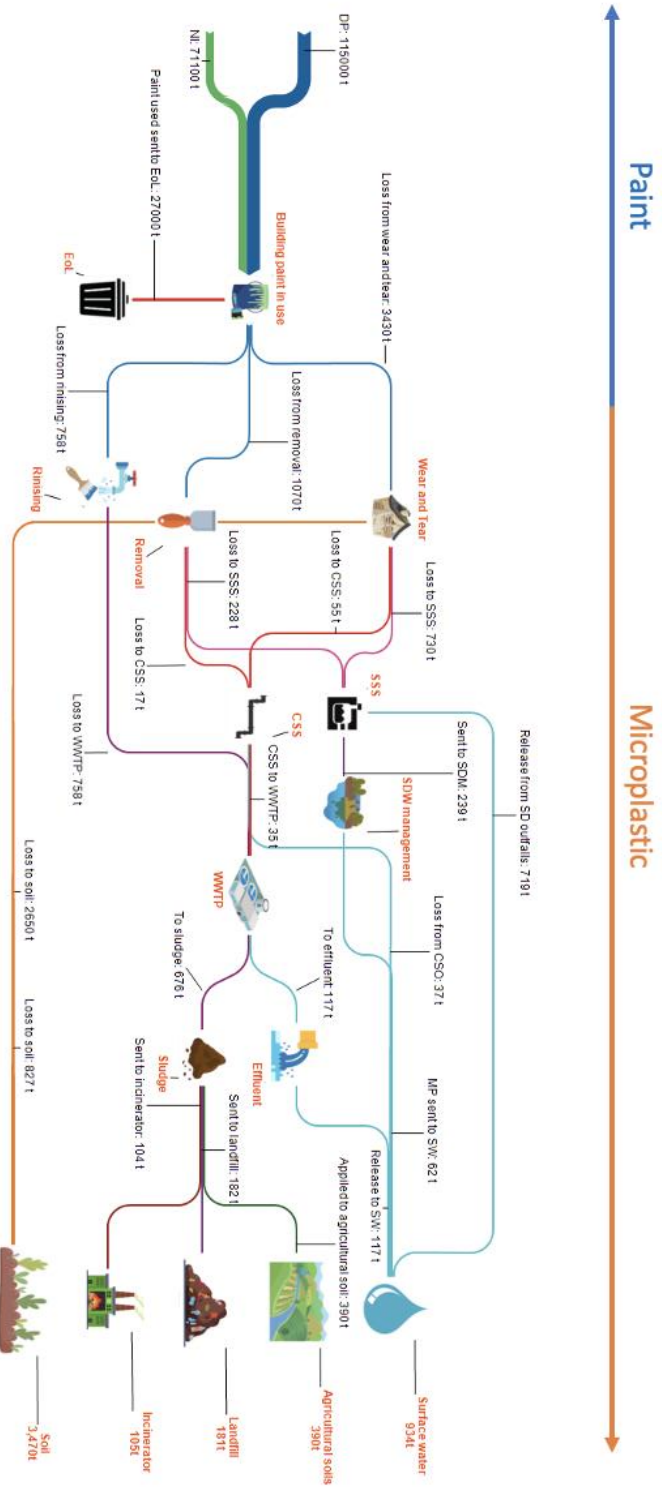 Paint
Microplastic
DP: 115000 t
NI: 71100 t
Paint used sent to EoL: 27000 t
Building paint in use
EoL
Loss from wear and tear: 3430 t
Loss from removal: 1070 t
Loss from rinising: 758 t
Wear and Tear
Removal
Rinising
Loss to SSS: 730 t
Loss to CSS: 55 t
Loss to SSS: 228 t
Loss to CSS: 17 t
SSS
CSS
Loss to WWTP: 758 t
Release from SD outfalls: 719 t
Sent to SDM: 239 t
CSS to WWTP: 35 t
SDW management
WWTP
Loss from CSO: 37 t
To effluent: 117 t
To sludge: 676 t
Loss to soil: 2650 t
Loss to soil: 827 t
Effluent
Sludge
MP sent to SW: 62 t
Release to SW: 117 t
Applied to agricultural soil: 390 t
Sent to landfill: 182 t
Sent to incinerator: 104 t
Surface water
934t
Agricultural soils
390t
Landfill
181t
Incinerator
105t
Soil
3,470t